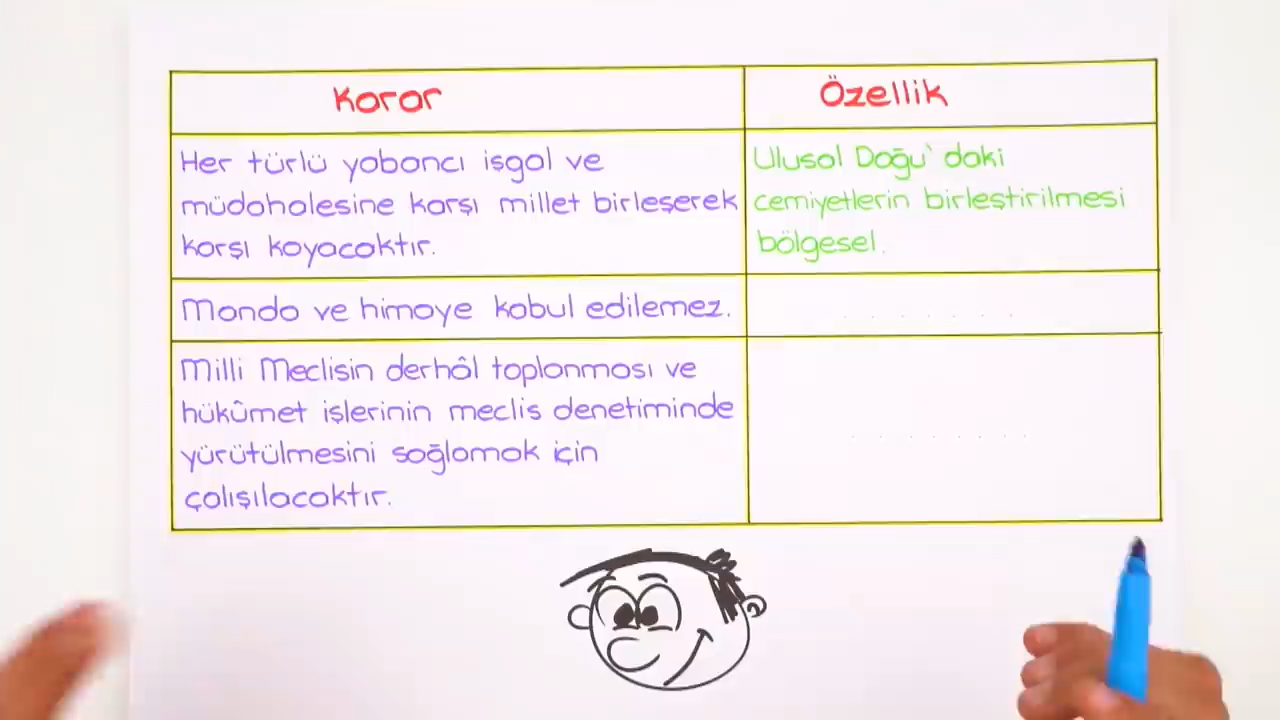 Karar
Özellik
Her türlü yabancı işgal ve
müdahalesine karşı millet birleşerek
karşı koyacaktır.
Ulusal Doğu'daki
cemiyetlerin birleştirilmesi
bölgesel.
Manda ve himaye kabul edilemez.
.......
Milli Meclisin derhâl toplanması ve
hükûmet işlerinin meclis denetiminde
yürütülmesini sağlamak için
çalışılacaktır.
.......